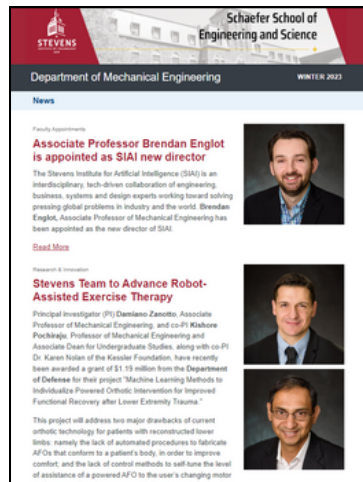 Schaefer School of
Engineering and Science
STEVENS
Department of Mechanical Engineering
WINTER 2023
News
Faculty Appointments
Associate Professor Brendan Englot
is appointed as SIAI new director
The Stevens Institute for Artificial Intelligence (SIAI) is an
interdisciplinary, tech-driven collaboration of engineering,
business, systems and design experts working toward solving
pressing global problems in industry and the world. Brendan
Englot, Associate Professor of Mechanical Engineering has
been appointed as the new director of SIAI.
Read More
Research & Innovation
Stevens Team to Advance Robot-
Assisted Exercise Therapy
Principal investigator (PI) Damiano Zanotto, Associate
Professor of Mechanical Engineering, and co-PI Kishore
Pochiraju, Professor of Mechanical Engineering and
Associate Dean for Undergraduate Studies, along with co-PI
Dr. Karen Nolan of the Kessler Foundation, have recently
been awarded a grant of $1.19 million from the Department
of Defense for their project "Machine Learning Methods to
Individualize Powered Orthotic Intervention for Improved
Functional Recovery after Lower Extremity Trauma."
This project will address two major drawbacks of current
orthotic technology for patients with reconstructed lower
limbs: namely the lack of automated procedures to fabricate
AFOs that conform to a patient's body, in order to improve
comfort; and the lack of control methods to self-tune the level
of assistance of a powered AFO to the user's changing motor